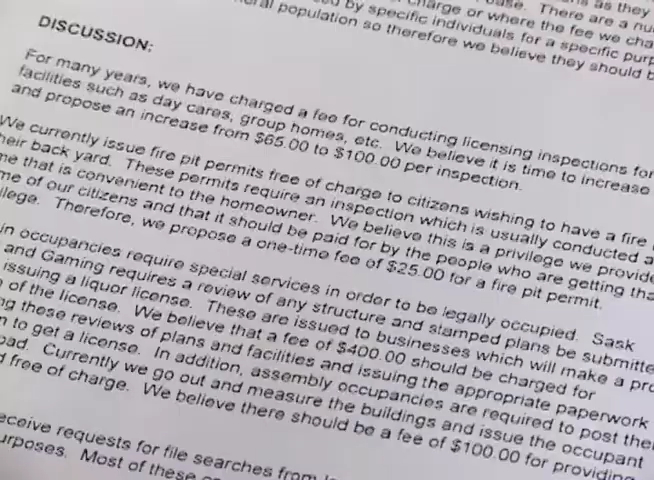 as they
charge or where the fee we cha
base. There are a nu
by specific individuals for a specific purp
population so therefore we believe they should b
DISCUSSION:
For many years, we have charged a fee for conducting licensing inspections for
facilities such as day cares, group homes, etc. We believe it is time to increase
and propose an increase from $65.00 to $100.00 per inspection.
We currently issue fire pit permits free of charge to citizens wishing to have a fire
heir back yard. These permits require an inspection which is usually conducted a
me that is convenient to the homeowner. We believe this is a privilege we provide
me of our citizens and that it should be paid for by the people who are getting tha
ilege. Therefore, we propose a one-time fee of $25.00 for a fire pit permit.
in occupancies require special services in order to be legally occupied. Sask
and Gaming requires a review of any structure and stamped plans be submitte
issuing a liquor license. These are issued to businesses which will make a pro
of the license. We believe that a fee of $400.00 should be charged for
ng these reviews of plans and facilities and issuing the appropriate paperwork
n to get a license. In addition, assembly occupancies are required to post thei
oad. Currently we go out and measure the buildings and issue the occupant
d free of charge. We believe there should be a fee of $100.00 for providing
eceive requests for file searches from
urposes. Most of these